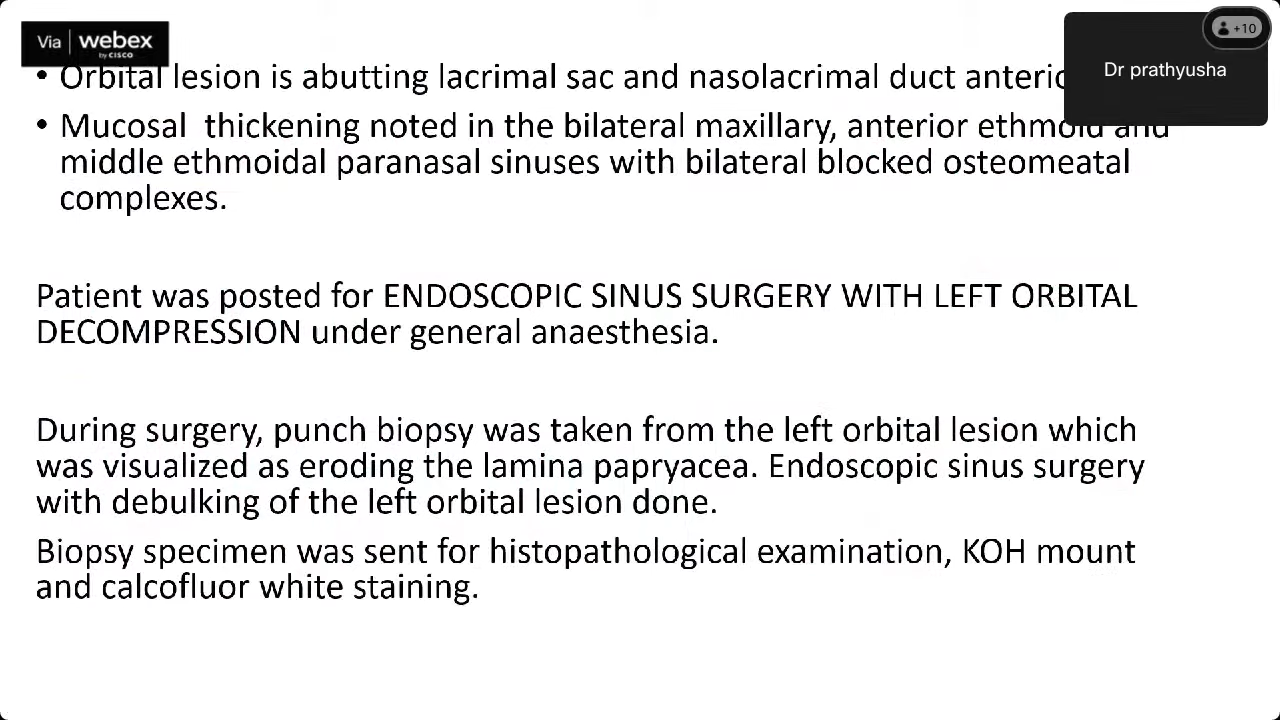 Via webex
by CISCO
+10
Dr prathyusha
• Orbital lesion is abutting lacrimal sac and nasolacrimal duct
• Mucosal thickening noted in the bilateral maxillary, anterior ethmoid and
middle ethmoidal paranasal sinuses with bilateral blocked osteomeatal
complexes.
Patient was posted for ENDOSCOPIC SINUS SURGERY WITH LEFT ORBITAL
DECOMPRESSION under general anaesthesia.
During surgery, punch biopsy was taken from the left orbital lesion which
was visualized as eroding the lamina papryacea. Endoscopic sinus surgery
with debulking of the left orbital lesion done.
Biopsy specimen was sent for histopathological examination, KOH mount
and calcofluor white staining.